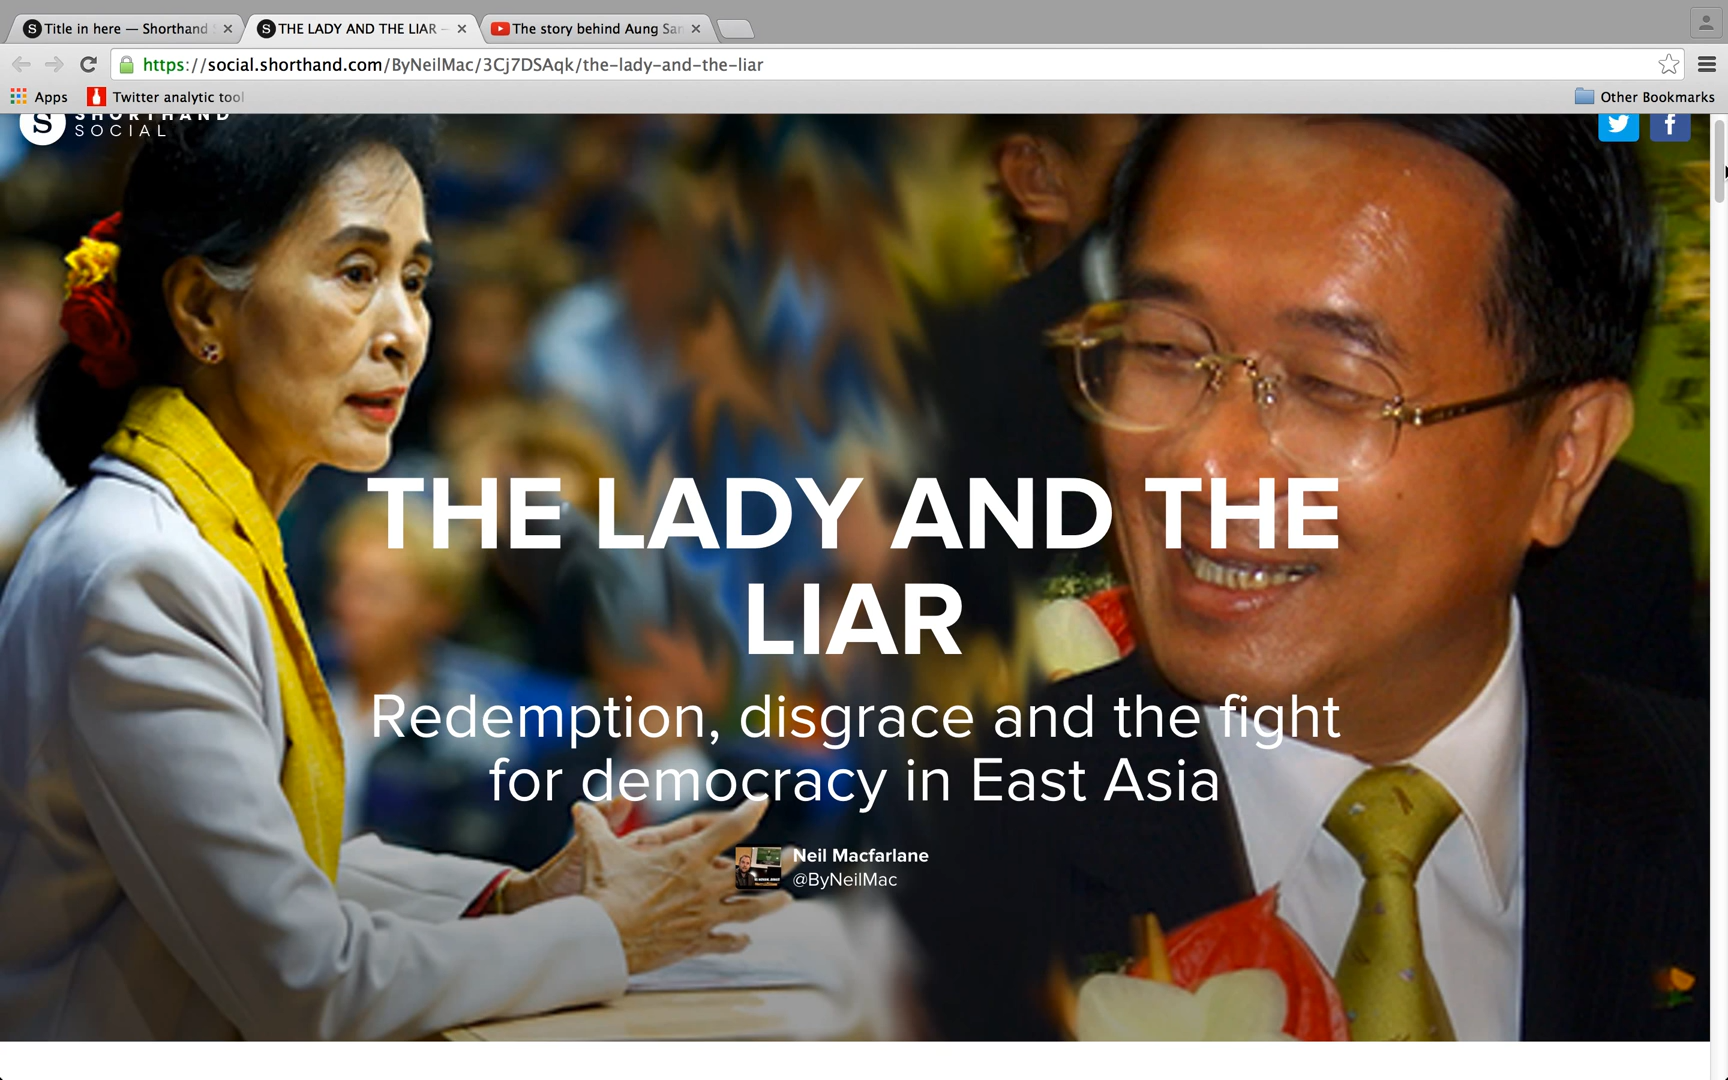 Title in here — Shorthand S
THE LADY AND THE LIAR –
The story behind Aung San
https://social.shorthand.com/ByNeilMac/3Cj7DSAqk/the-lady-and-the-liar
Apps
Twitter analytic tool
Other Bookmarks
S
SHORTHAND
SOCIAL
f
THE LADY AND THE
LIAR
Redemption, disgrace and the fight
for democracy in East Asia
Neil Macfarlane
@ByNeilMac